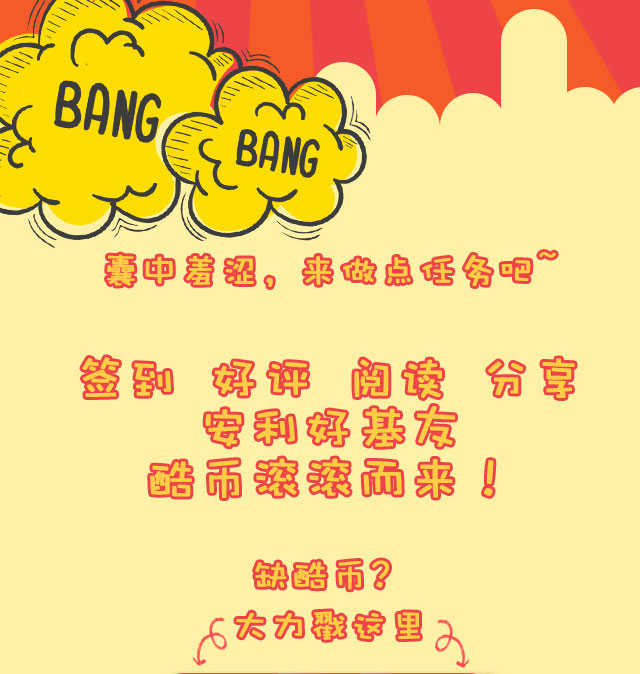 BANG
BANG
囊中羞涩，来做点任务吧~
签到 好评 阅读 分享
安利好基友
酷币滚滚而来！
缺酷币？
大力戳这里